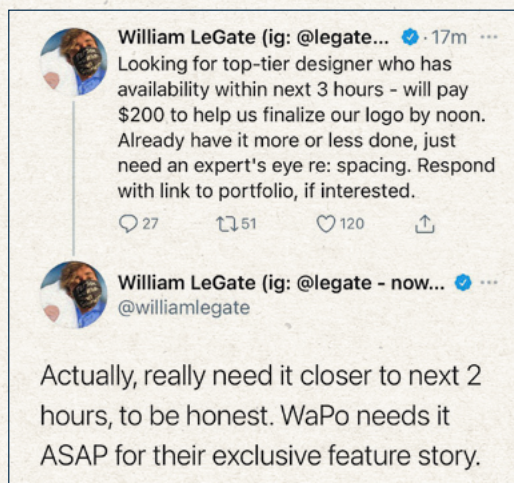 William LeGate (ig: @legate... · 17m ···
Looking for top-tier designer who has
availability within next 3 hours - will pay
$200 to help us finalize our logo by noon.
Already have it more or less done, just
need an expert's eye re: spacing. Respond
with link to portfolio, if interested.
27 51 120
William LeGate (ig: @legate - now... ···
@williamlegate
Actually, really need it closer to next 2
hours, to be honest. WaPo needs it
ASAP for their exclusive feature story.